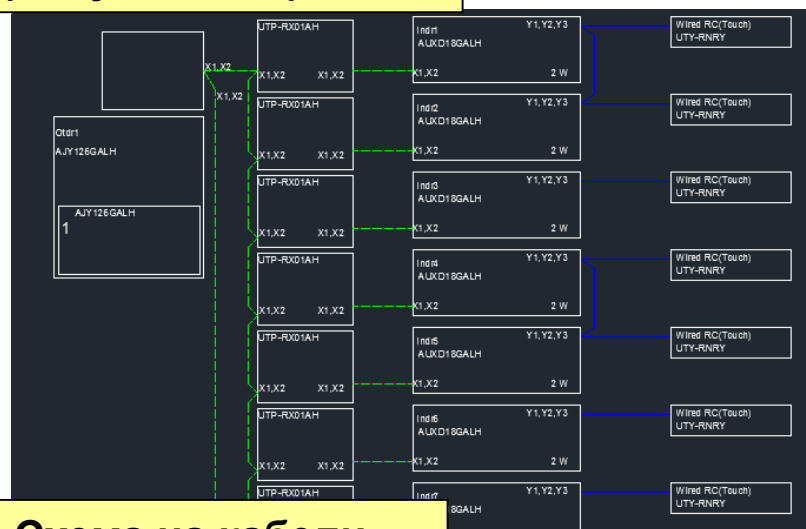 X1,X2
X1,X2
Otdr1
AJY126GALH
AJY126GALH
1
UTP-RX01AH
X1,X2 X1,X2
Indr1 Y1,Y2,Y3
AUXD18GALH
X1,X2 2 W
Wired RC(Touch)
UTY-RNRY
UTP-RX01AH
X1,X2 X1,X2
Indr2 Y1,Y2,Y3
AUXD18GALH
X1,X2 2 W
Wired RC(Touch)
UTY-RNRY
UTP-RX01AH
X1,X2 X1,X2
Indr3 Y1,Y2,Y3
AUXD18GALH
X1,X2 2 W
Wired RC(Touch)
UTY-RNRY
UTP-RX01AH
X1,X2 X1,X2
Indr4 Y1,Y2,Y3
AUXD18GALH
X1,X2 2 W
Wired RC(Touch)
UTY-RNRY
UTP-RX01AH
X1,X2 X1,X2
Indr5 Y1,Y2,Y3
AUXD18GALH
X1,X2 2 W
Wired RC(Touch)
UTY-RNRY
UTP-RX01AH
X1,X2 X1,X2
Indr6 Y1,Y2,Y3
AUXD18GALH
X1,X2 2 W
Wired RC(Touch)
UTY-RNRY
UTP-RX01AH
Indr7 Y1,Y2,Y3
Wired RC(Touch)
UTY-RNRY